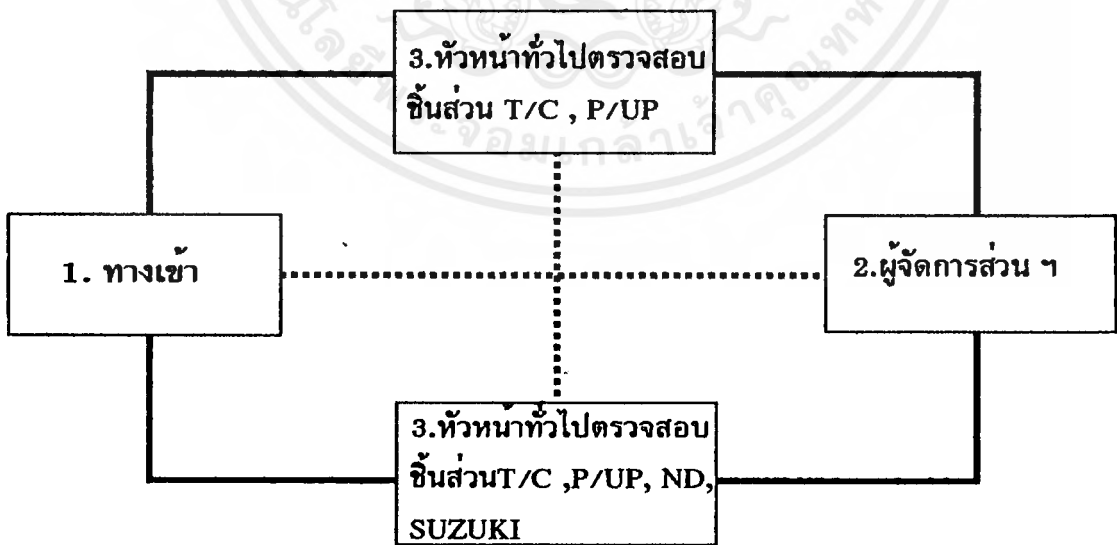 3.หัวหน้าทั่วไปตรวจสอบ
ชิ้นส่วน T/C , P/UP
1. ทางเข้า
2.ผู้จัดการส่วน ฯ
3.หัวหน้าทั่วไปตรวจสอบ
ชิ้นส่วนT/C ,P/UP, ND,
SUZUKI